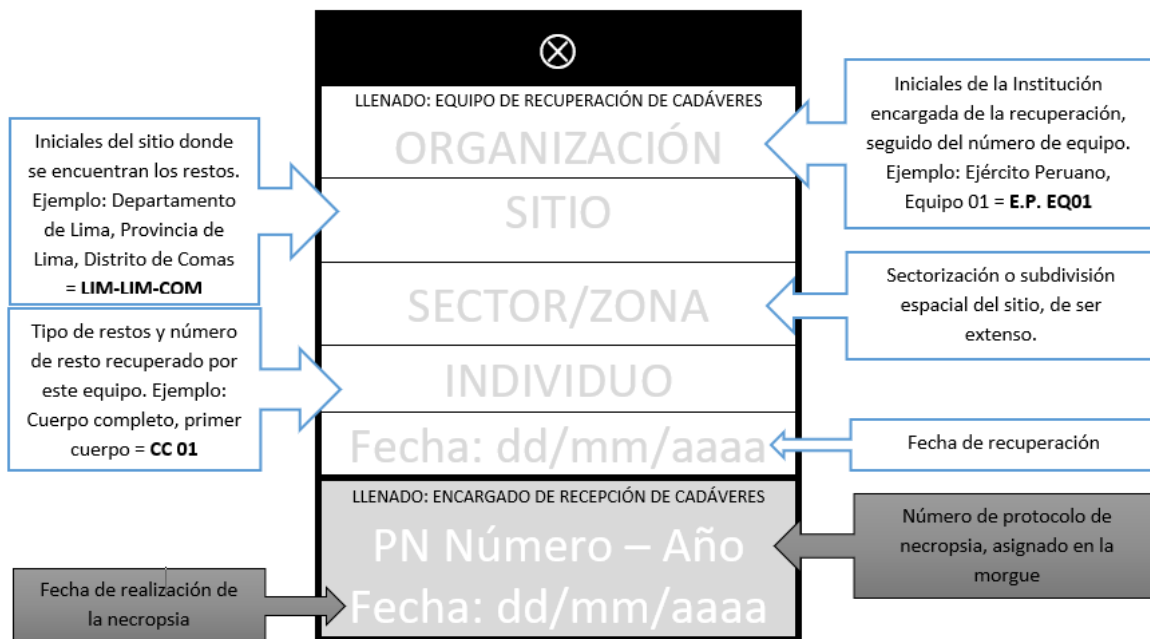 LLENADO: EQUIPO DE RECUPERACIÓN DE CADÁVERES
ORGANIZACIÓN
SITIO
SECTOR/ZONA
INDIVIDUO
Fecha: dd/mm/aaaa
LLENADO: ENCARGADO DE RECEPCIÓN DE CADÁVERES
PN Número – Año
Fecha: dd/mm/aaaa
Iniciales del sitio donde
se encuentran los restos.
Ejemplo: Departamento
de Lima, Provincia de
Lima, Distrito de Comas
= LIM-LIM-COM
Tipo de restos y número
de resto recuperado por
este equipo. Ejemplo:
Cuerpo completo, primer
cuerpo = CC 01
Fecha de realización de
la necropsia
Iniciales de la Institución
encargada de la recuperación,
seguido del número de equipo.
Ejemplo: Ejército Peruano,
Equipo 01 = E.P. EQ01
Sectorización o subdivisión
espacial del sitio, de ser
extenso.
Fecha de recuperación
Número de protocolo de
necropsia, asignado en la
morgue